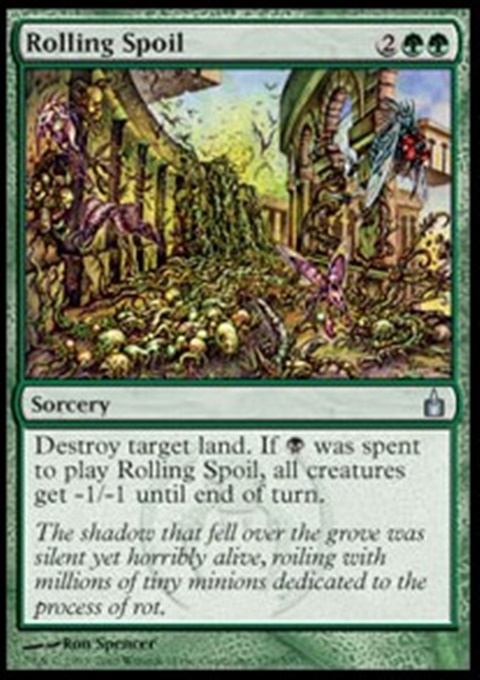 Rolling Spoil 2
Sorcery
Destroy target land. If was spent
to play Rolling Spoil, all creatures
get -1/-1 until end of turn.
The shadow that fell over the grove was
silent yet horribly alive, roiling with
millions of tiny minions dedicated to the
process of rot.
Ron Spencer